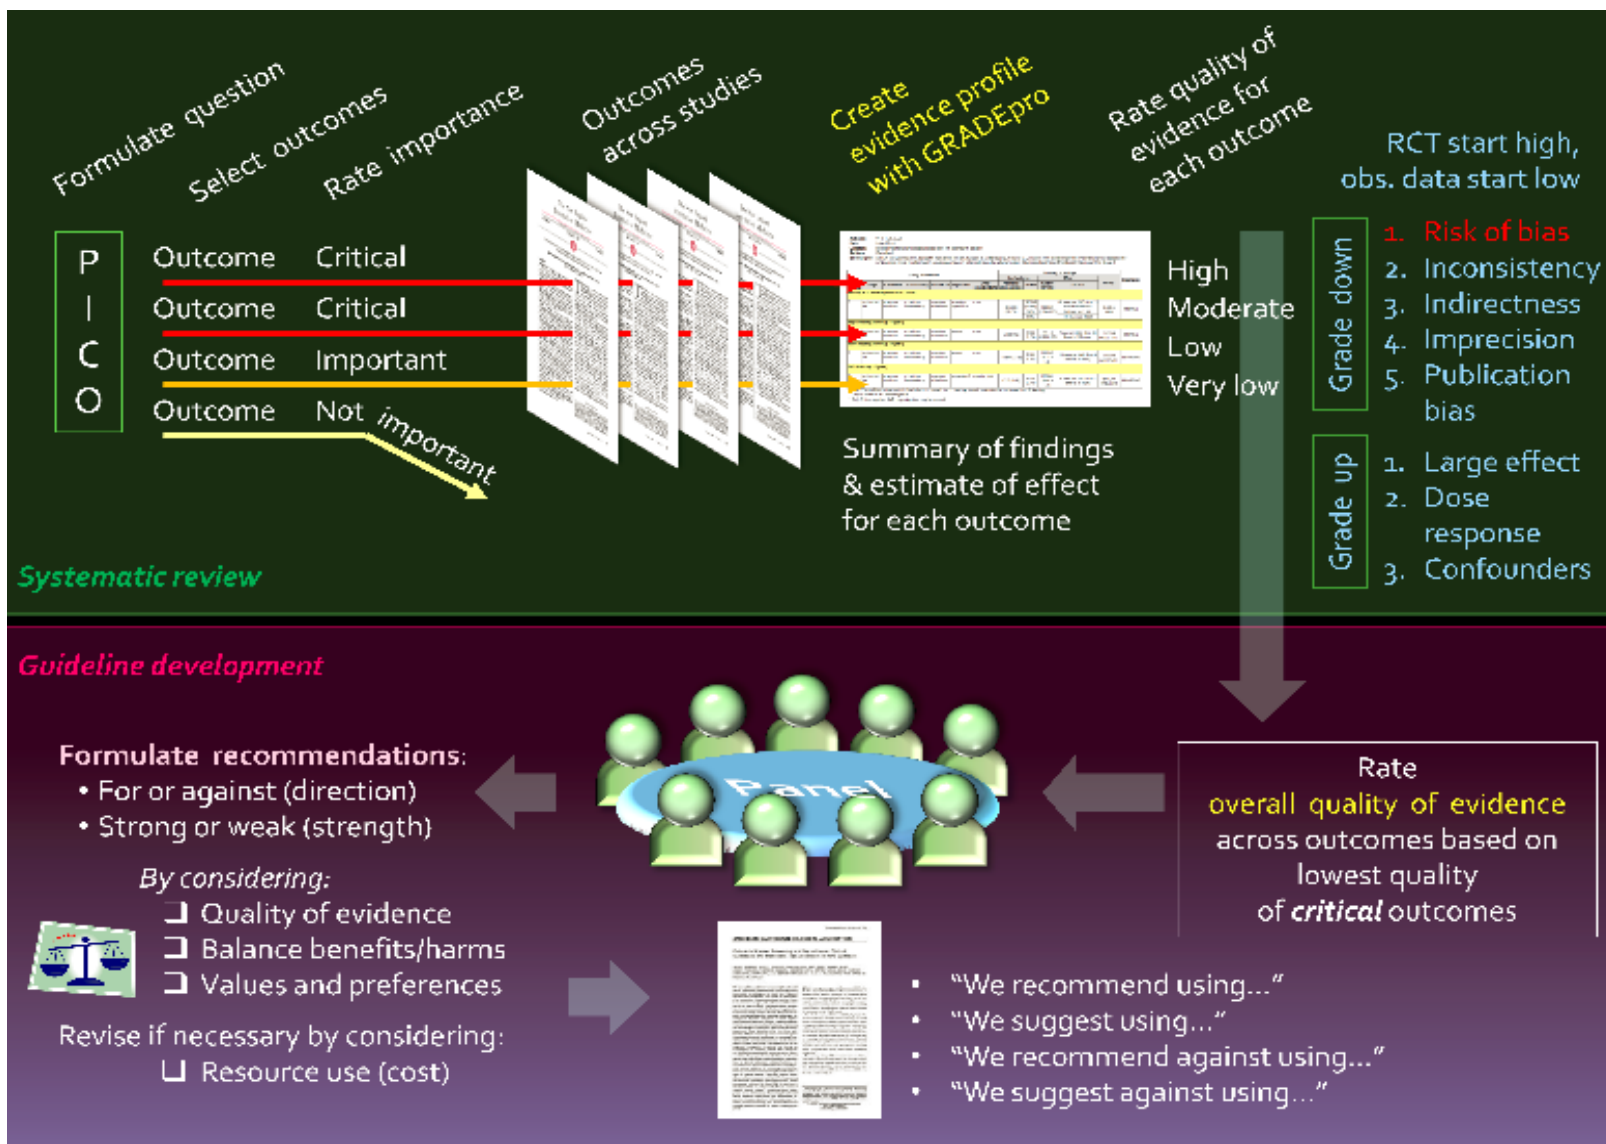 Formulate question
Select outcomes
Rate importance
Outcomes
across studies
Create
evidence profile
with GRADEpro
Rate quality of
evidence for
each outcome
RCT start high,
obs. data start low
P
I
C
O
Outcome Critical
Outcome Critical
Outcome Important
Outcome Not important
High
Moderate
Low
Very low
Summary of findings
& estimate of effect
for each outcome
Grade down
1. Risk of bias
2. Inconsistency
3. Indirectness
4. Imprecision
5. Publication
bias
Grade up
1. Large effect
2. Dose
response
3. Confounders
Systematic review
Guideline development
Formulate recommendations:
• For or against (direction)
• Strong or weak (strength)
By considering:
❑ Quality of evidence
❑ Balance benefits/harms
❑ Values and preferences
Revise if necessary by considering:
❑ Resource use (cost)
Panel
Rate
overall quality of evidence
across outcomes based on
lowest quality
of critical outcomes
• “We recommend using…”
• “We suggest using…”
• “We recommend against using…”
• “We suggest against using…”